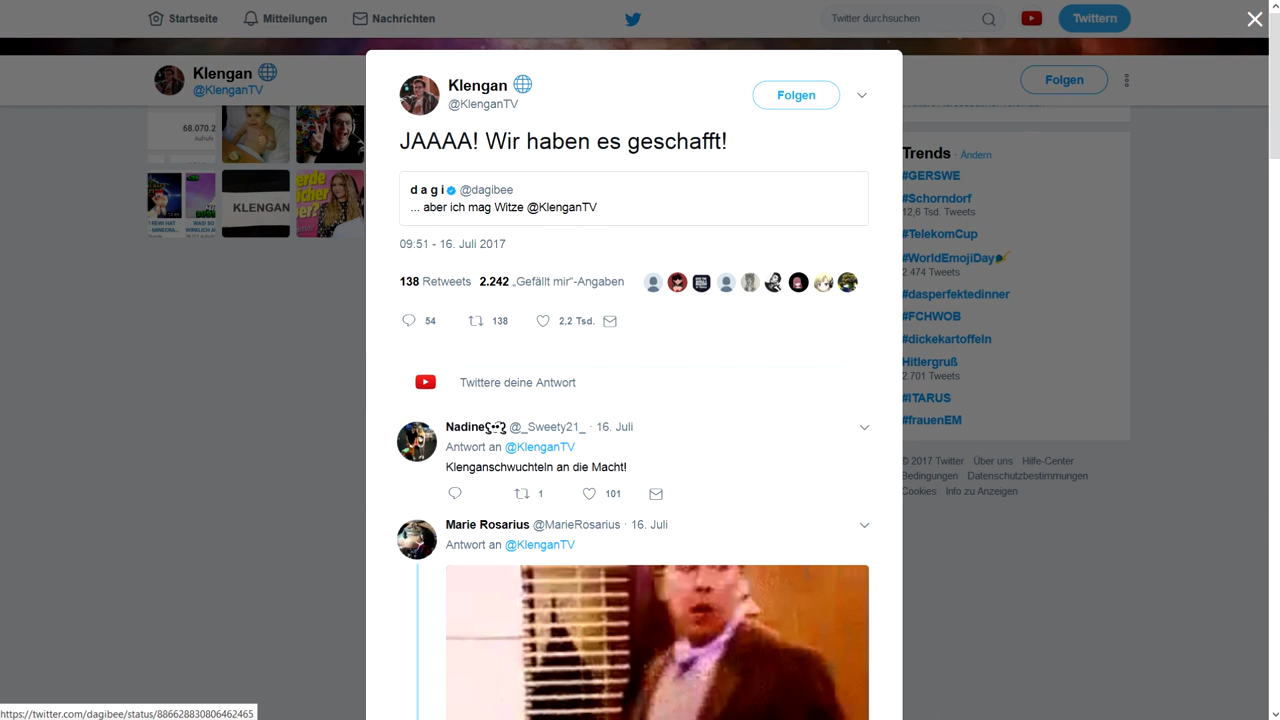 Startseite
Mitteilungen
Nachrichten
Twitter durchsuchen
Twittern
Klengan
@KlenganTV
Folgen
68.070.2
KLENGAN
Klengan
@KlenganTV
Folgen
JAAAA! Wir haben es geschafft!
d a g i @dagibee
... aber ich mag Witze @KlenganTV
09:51 - 16. Juli 2017
138 Retweets 2.242 „Gefällt mir“-Angaben
54 138 2,2 Tsd.
Twittere deine Antwort
Nadine @_Sweety21_ · 16. Juli
Antwort an @KlenganTV
Klenganschwuchteln an die Macht!
1 101
Marie Rosarius @MarieRosarius · 16. Juli
Antwort an @KlenganTV
Trends · Ändern
#GERSWE
#Schorndorf
12,6 Tsd. Tweets
#TelekomCup
#WorldEmojiDay
2.474 Tweets
#dasperfektedinner
#FCHWOB
#dickekartoffeln
Hitlergruß
2.701 Tweets
#ITARUS
#frauenEM
© 2017 Twitter Über uns Hilfe-Center
Bedingungen Datenschutzbestimmungen
Cookies Info zu Anzeigen
https://twitter.com/dagibee/status/886628830806462465